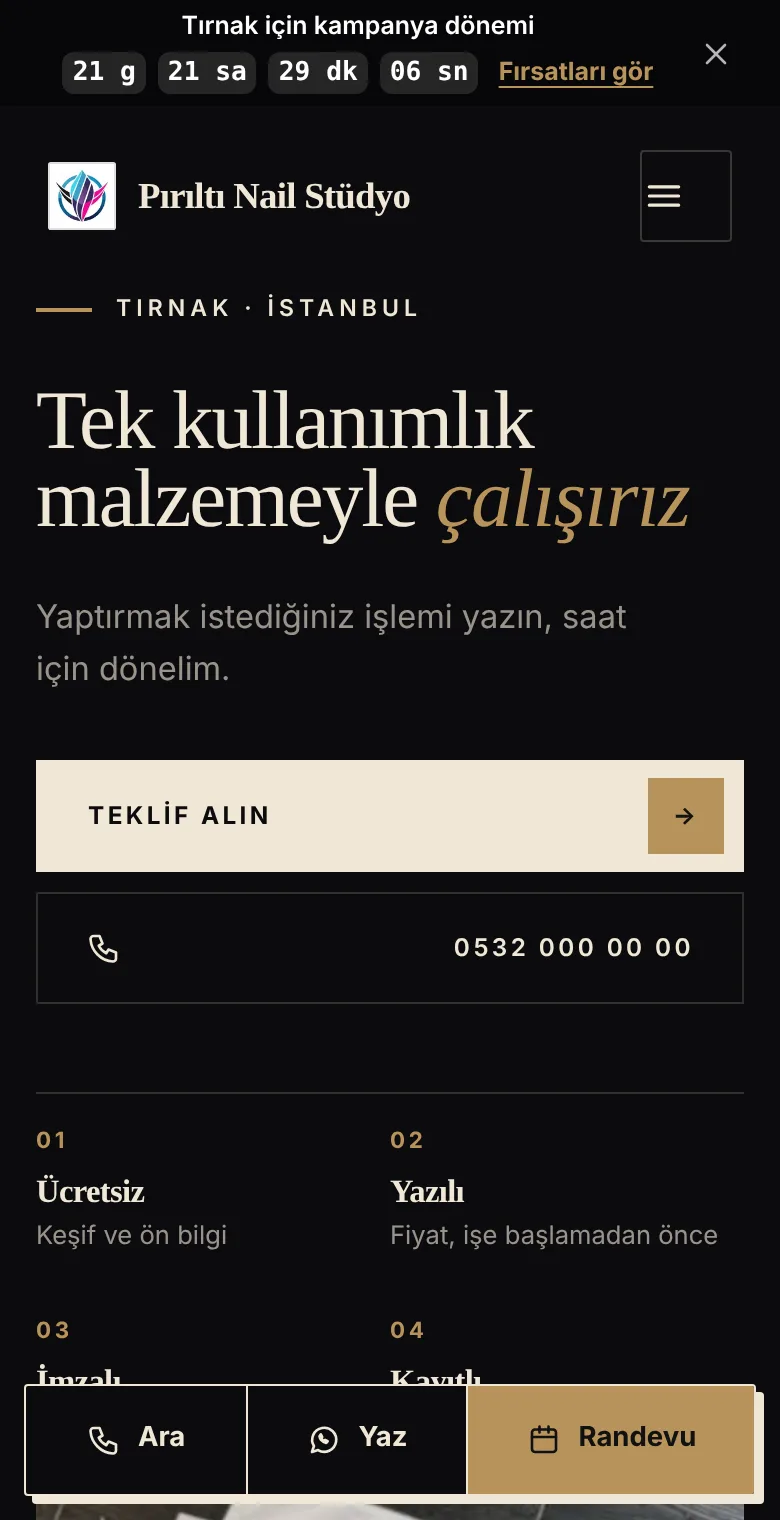 Tırnak için kampanya dönemi
21 g 21 sa 29 dk 06 sn Fırsatları gör
Pırıltı Nail Stüdyo
TIRNAK · İSTANBUL
Tek kullanımlık
malzemeyle çalışırız
Yaptırmak istediğiniz işlemi yazın, saat
için dönelim.
TEKLİF ALIN
0532 000 00 00
01
Ücretsiz
Keşif ve ön bilgi
02
Yazılı
Fiyat, işe başlamadan önce
03
İmzalı
04
Kayıtlı
Ara
Yaz
Randevu